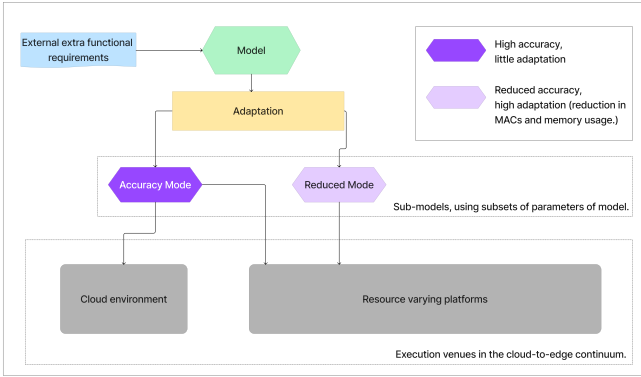 External extra functional
requirements
Model
High accuracy,
little adaptation
Reduced accuracy,
high adaptation (reduction in
MACs and memory usage.)
Adaptation
Accuracy Mode
Reduced Mode
Sub-models, using subsets of parameters of model.
Cloud environment
Resource varying platforms
Execution venues in the cloud-to-edge continuum.